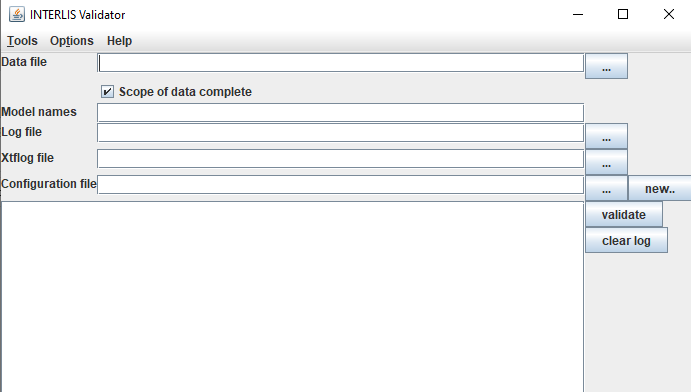 INTERLIS Validator
Tools Options Help
Data file ...
Scope of data complete
Model names
Log file ...
Xtflog file ...
Configuration file ... new..
validate
clear log